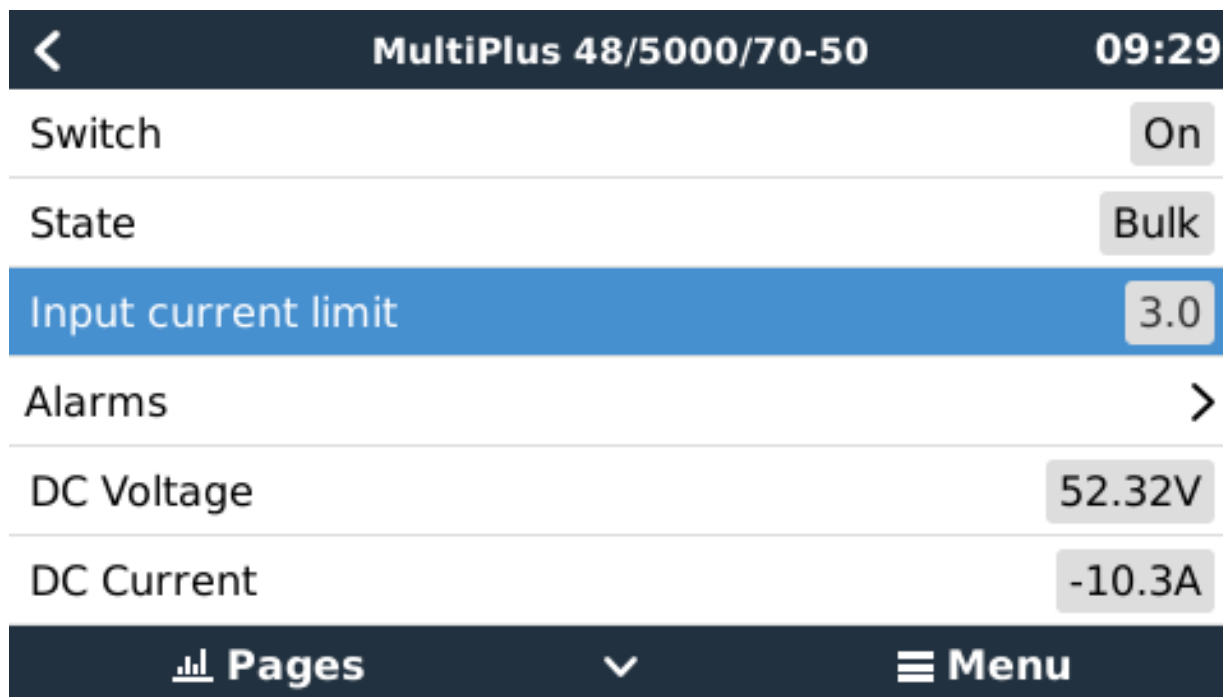 MultiPlus 48/5000/70-50 09:29
Switch On
State Bulk
Input current limit 3.0
Alarms
DC Voltage 52.32V
DC Current -10.3A
Pages Menu